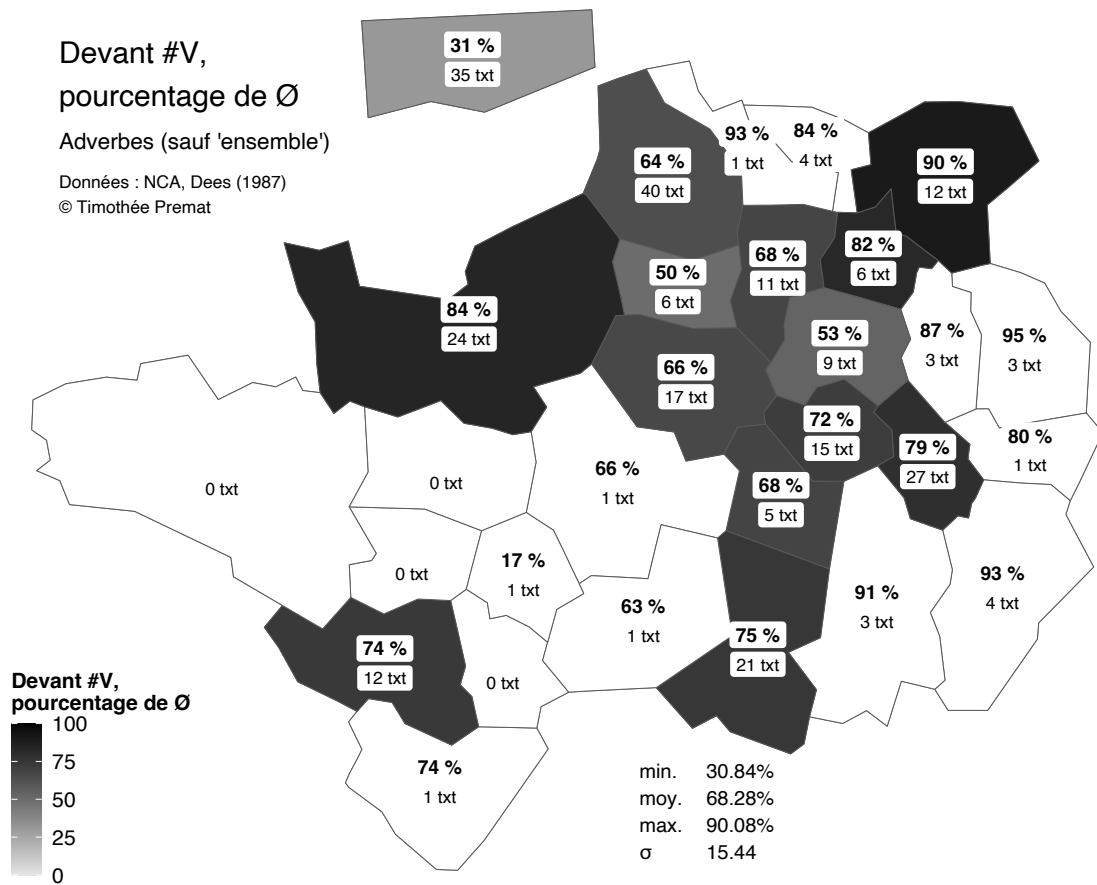 Devant #V,
pourcentage de Ø
Adverbes (sauf 'ensemble')
Données : NCA, Dees (1987)
© Timothée Premat
31 %
35 txt
93 %
1 txt
84 %
4 txt
64 %
40 txt
90 %
12 txt
82 %
6 txt
68 %
11 txt
50 %
6 txt
84 %
24 txt
53 %
9 txt
87 %
3 txt
95 %
3 txt
66 %
17 txt
72 %
15 txt
79 %
27 txt
80 %
1 txt
66 %
1 txt
68 %
5 txt
0 txt
0 txt
0 txt
17 %
1 txt
63 %
1 txt
91 %
3 txt
93 %
4 txt
75 %
21 txt
74 %
12 txt
0 txt
74 %
1 txt
Devant #V,
pourcentage de Ø
100
75
50
25
0
min. 30.84%
moy. 68.28%
max. 90.08%
σ 15.44